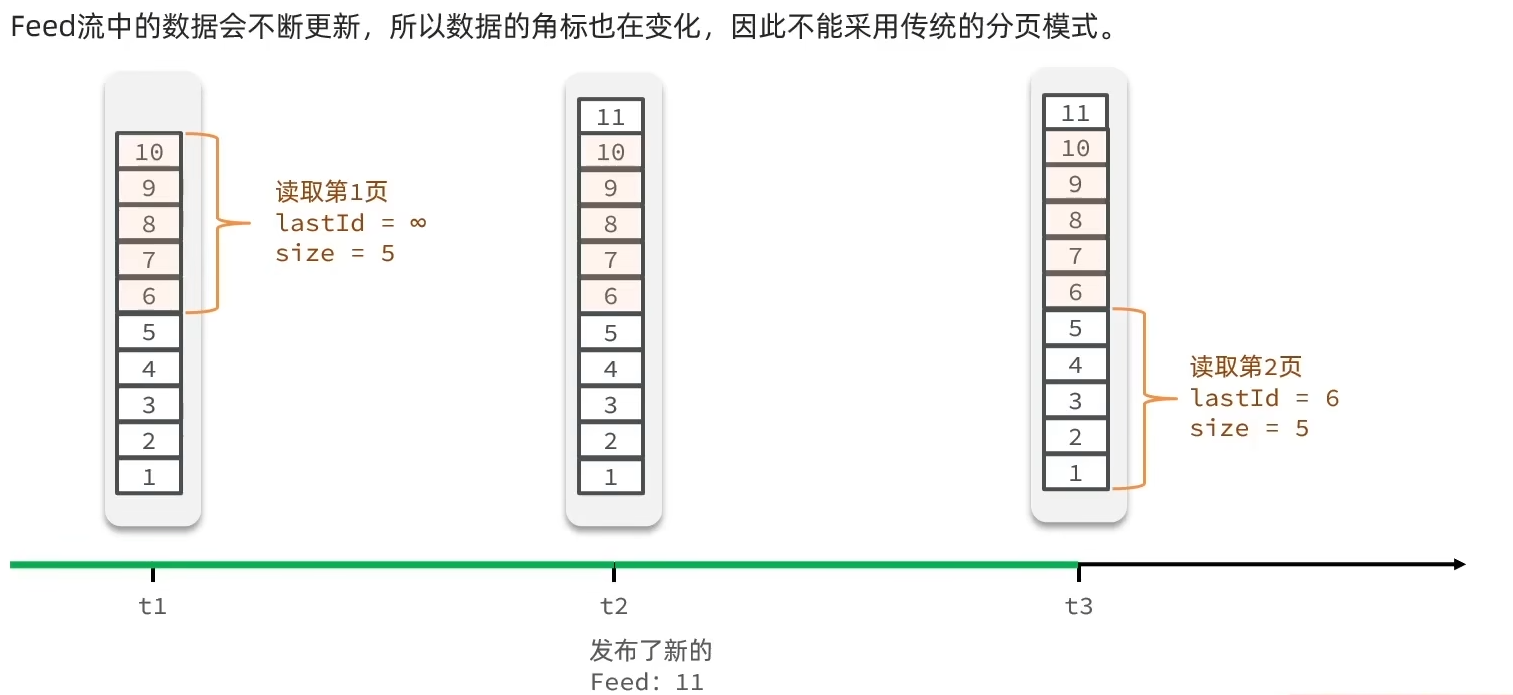 Feed流中的数据会不断更新，所以数据的角标也在变化，因此不能采用传统的分页模式。
10
9
8
7
6
5
4
3
2
1
读取第1页
lastId = ∞
size = 5
11
10
9
8
7
6
5
4
3
2
1
11
10
9
8
7
6
5
4
3
2
1
读取第2页
lastId = 6
size = 5
t1
t2
t3
发布了新的
Feed：11